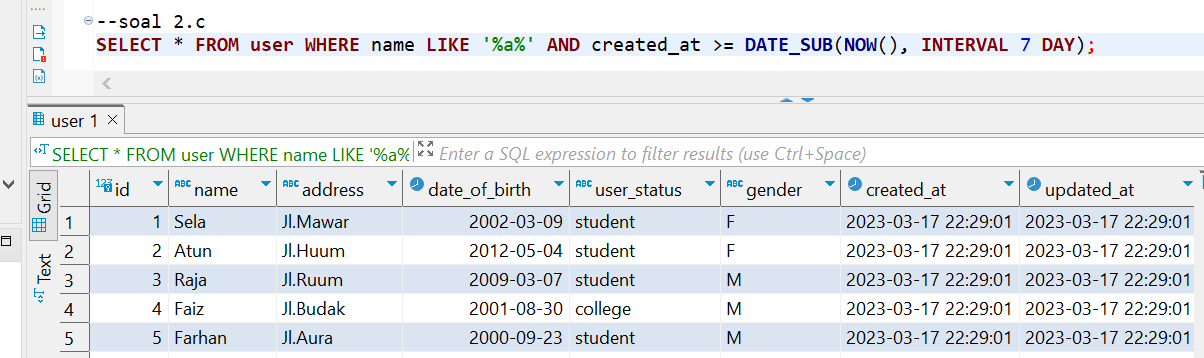 --soal 2.c
SELECT * FROM user WHERE name LIKE '%a%' AND created_at >= DATE_SUB(NOW(), INTERVAL 7 DAY);
user 1
SELECT * FROM user WHERE name LIKE '%a% Enter a SQL expression to filter results (use Ctrl+Space)
Grid
Text
123 id ABC name ABC address date_of_birth ABC user_status ABC gender created_at updated_at
1 1 Sela Jl.Mawar 2002-03-09 student F 2023-03-17 22:29:01 2023-03-17 22:29:01
2 2 Atun Jl.Huum 2012-05-04 student F 2023-03-17 22:29:01 2023-03-17 22:29:01
3 3 Raja Jl.Ruum 2009-03-07 student M 2023-03-17 22:29:01 2023-03-17 22:29:01
4 4 Faiz Jl.Budak 2001-08-30 college M 2023-03-17 22:29:01 2023-03-17 22:29:01
5 5 Farhan Jl.Aura 2000-09-23 student M 2023-03-17 22:29:01 2023-03-17 22:29:01